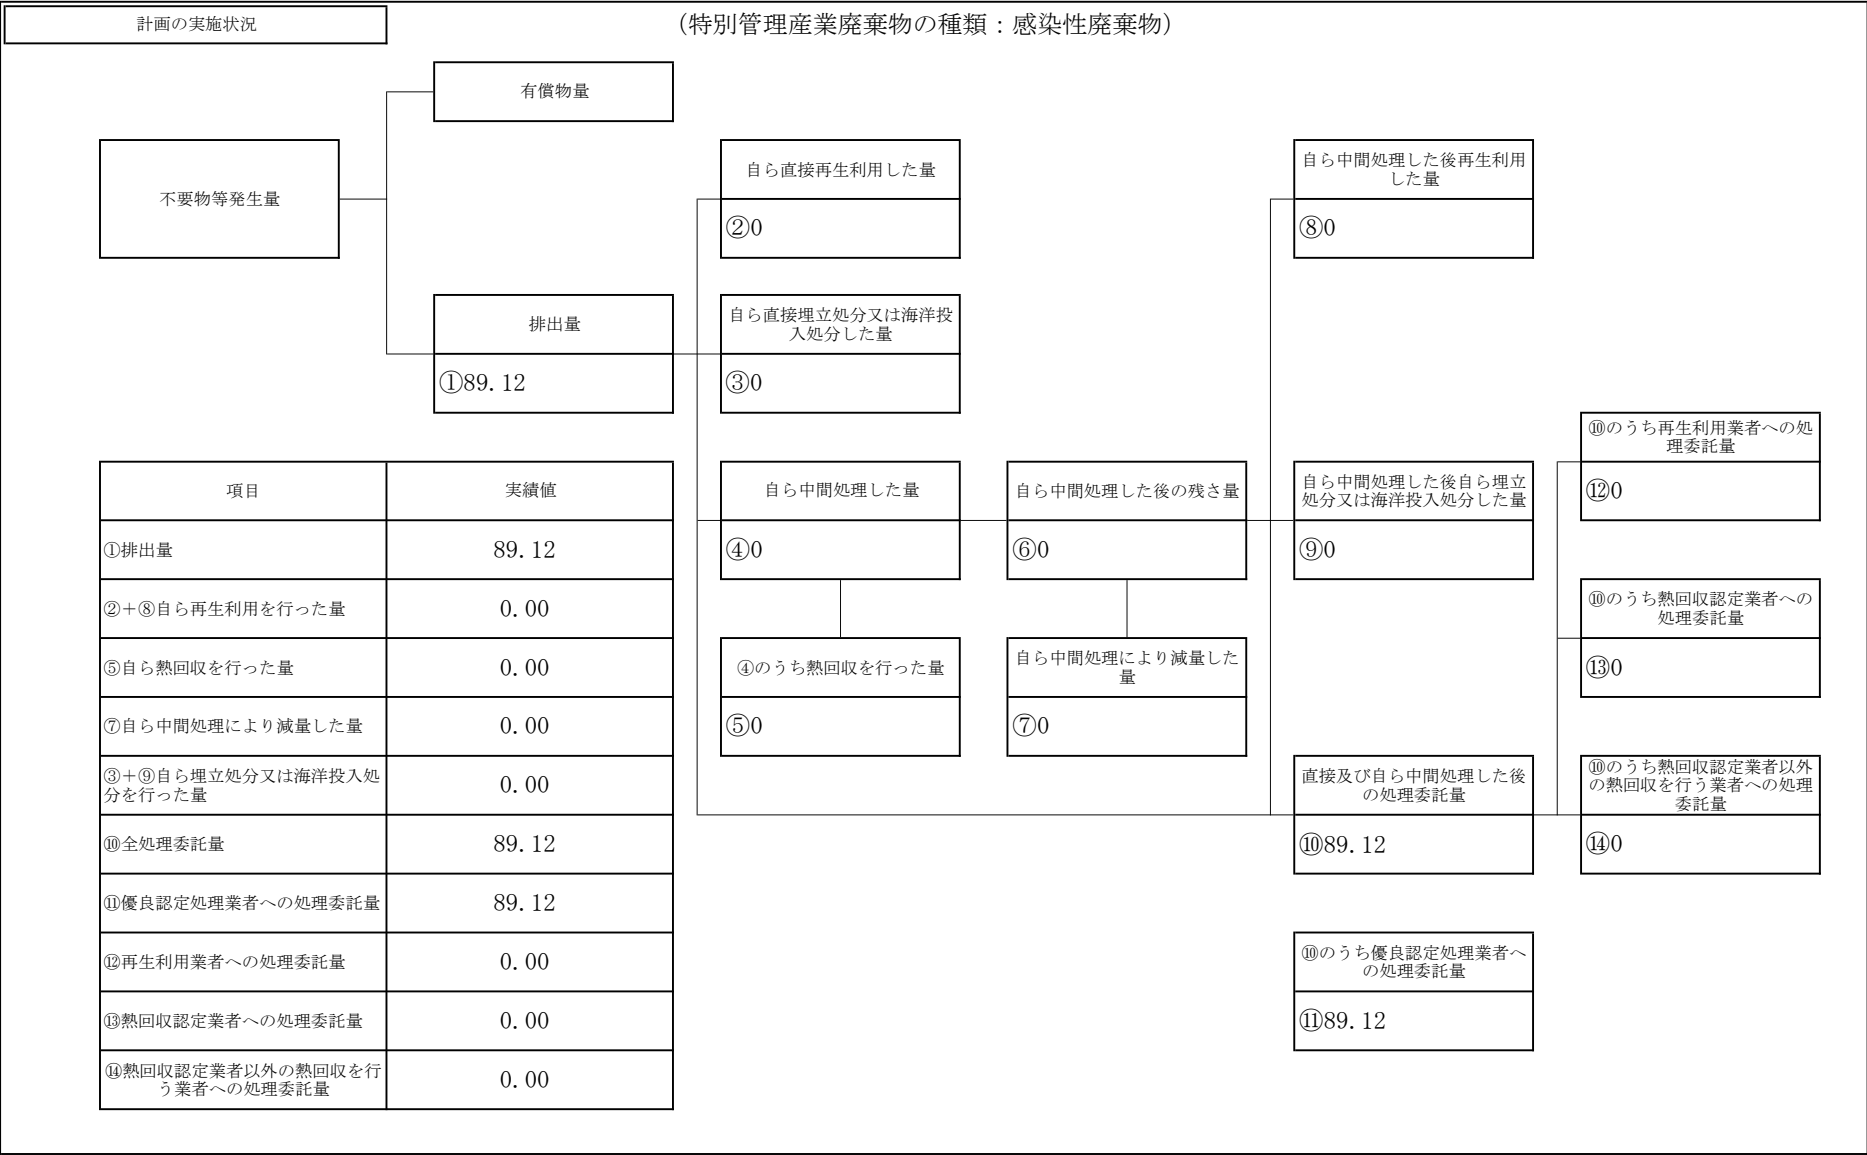 計画の実施状況
（特別管理産業廃棄物の種類：感染性廃棄物）
有償物量
不要物等発生量
自ら直接再生利用した量
②0
自ら中間処理した後再生利用
した量
⑧0
排出量
①89.12
自ら直接埋立処分又は海洋投
入処分した量
③0
自ら中間処理した量
④0
自ら中間処理した後の残さ量
⑥0
自ら中間処理した後自ら埋立
処分又は海洋投入処分した量
⑨0
⑩のうち再生利用業者への処
理委託量
⑫0
④のうち熱回収を行った量
⑤0
自ら中間処理により減量した
量
⑦0
⑩のうち熱回収認定業者への
処理委託量
⑬0
直接及び自ら中間処理した後
の処理委託量
⑩89.12
⑩のうち熱回収認定業者以外
の熱回収を行う業者への処理
委託量
⑭0
⑩のうち優良認定処理業者へ
の処理委託量
⑪89.12
項目 実績値
①排出量 89.12
②＋⑧自ら再生利用を行った量 0.00
⑤自ら熱回収を行った量 0.00
⑦自ら中間処理により減量した量 0.00
③＋⑨自ら埋立処分又は海洋投入処
分を行った量 0.00
⑩全処理委託量 89.12
⑪優良認定処理業者への処理委託量 89.12
⑫再生利用業者への処理委託量 0.00
⑬熱回収認定業者への処理委託量 0.00
⑭熱回収認定業者以外の熱回収を行
う業者への処理委託量 0.00